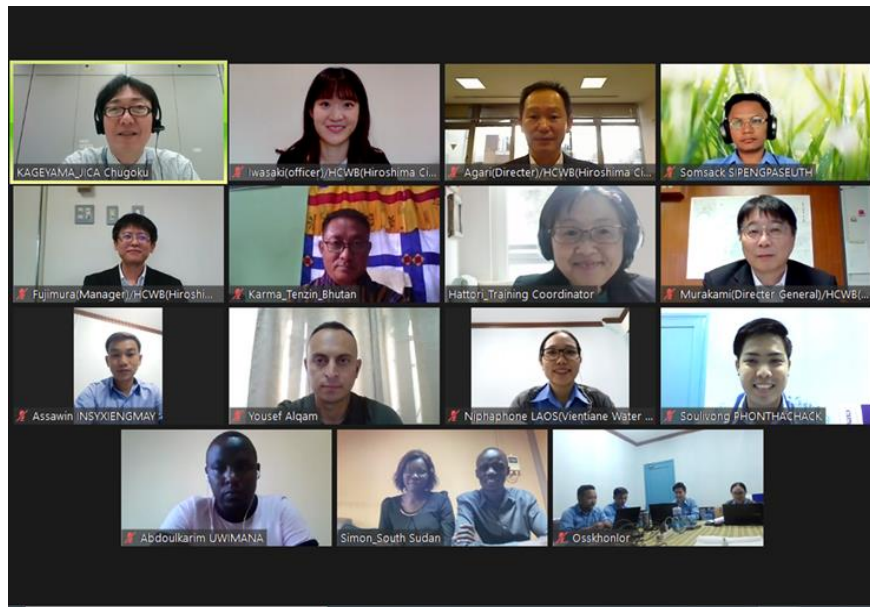 KAGEYAMA_JICA Chugoku
Iwasaki(officer)/HCWB(Hiroshima Ci...
Agari(Directer)/HCWB(Hiroshima Ci...
Somsack SIPENGPASEUTH
Fujimura(Manager)/HCWB(Hiroshi...
Karma_Tenzin_Bhutan
Hattori_Training Coordinator
Murakami(Directer General)/HCWB(...
Assawin INSYXIENGMAY
Yousef Alqam
Niphaphone LAOS(Vientiane Water ...
Soulivong PHONTHACHACK
Abdoulkarim UWIMANA
Simon_South Sudan
Osskhonlor